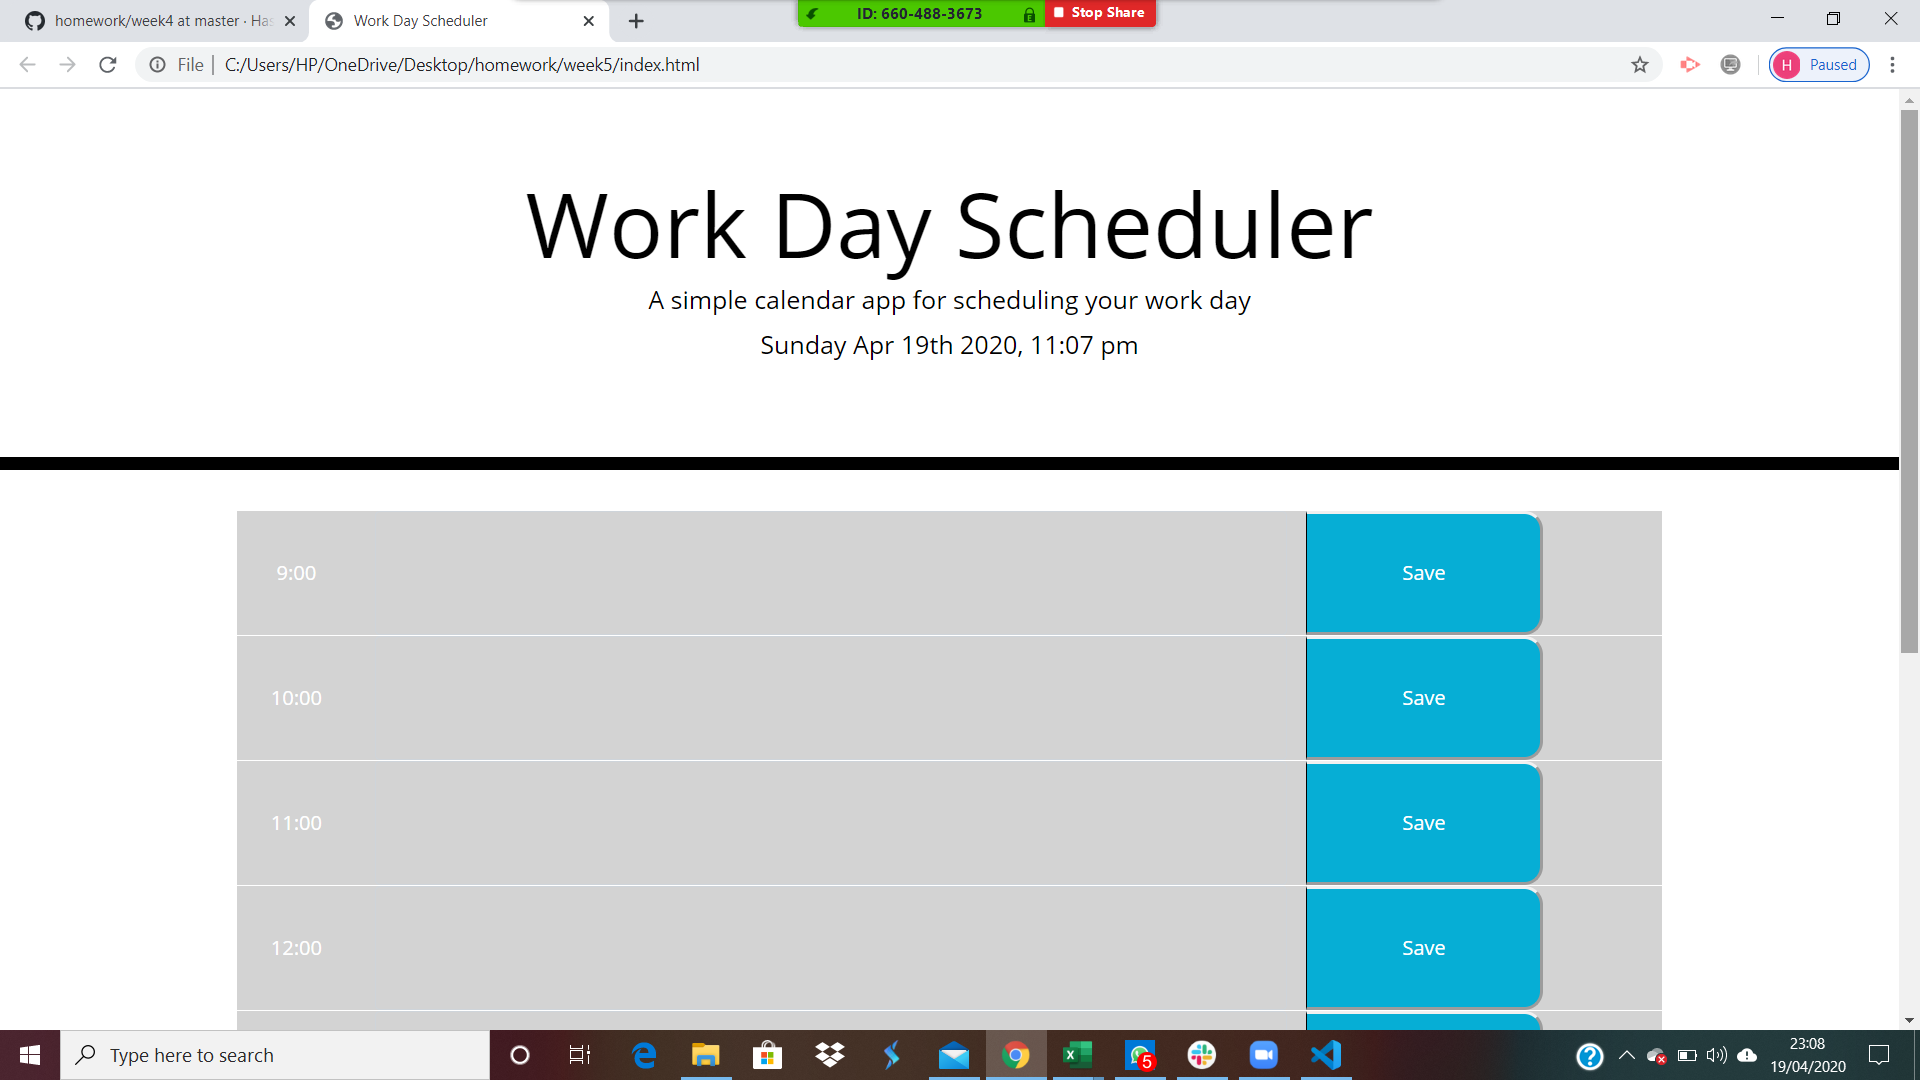 homework/week4 at master · Has
Work Day Scheduler
ID: 660-488-3673
Stop Share
File
C:/Users/HP/OneDrive/Desktop/homework/week5/index.html
H
Paused
Work Day Scheduler
A simple calendar app for scheduling your work day
Sunday Apr 19th 2020, 11:07 pm
9:00
Save
10:00
Save
11:00
Save
12:00
Save
Type here to search
5
23:08
19/04/2020